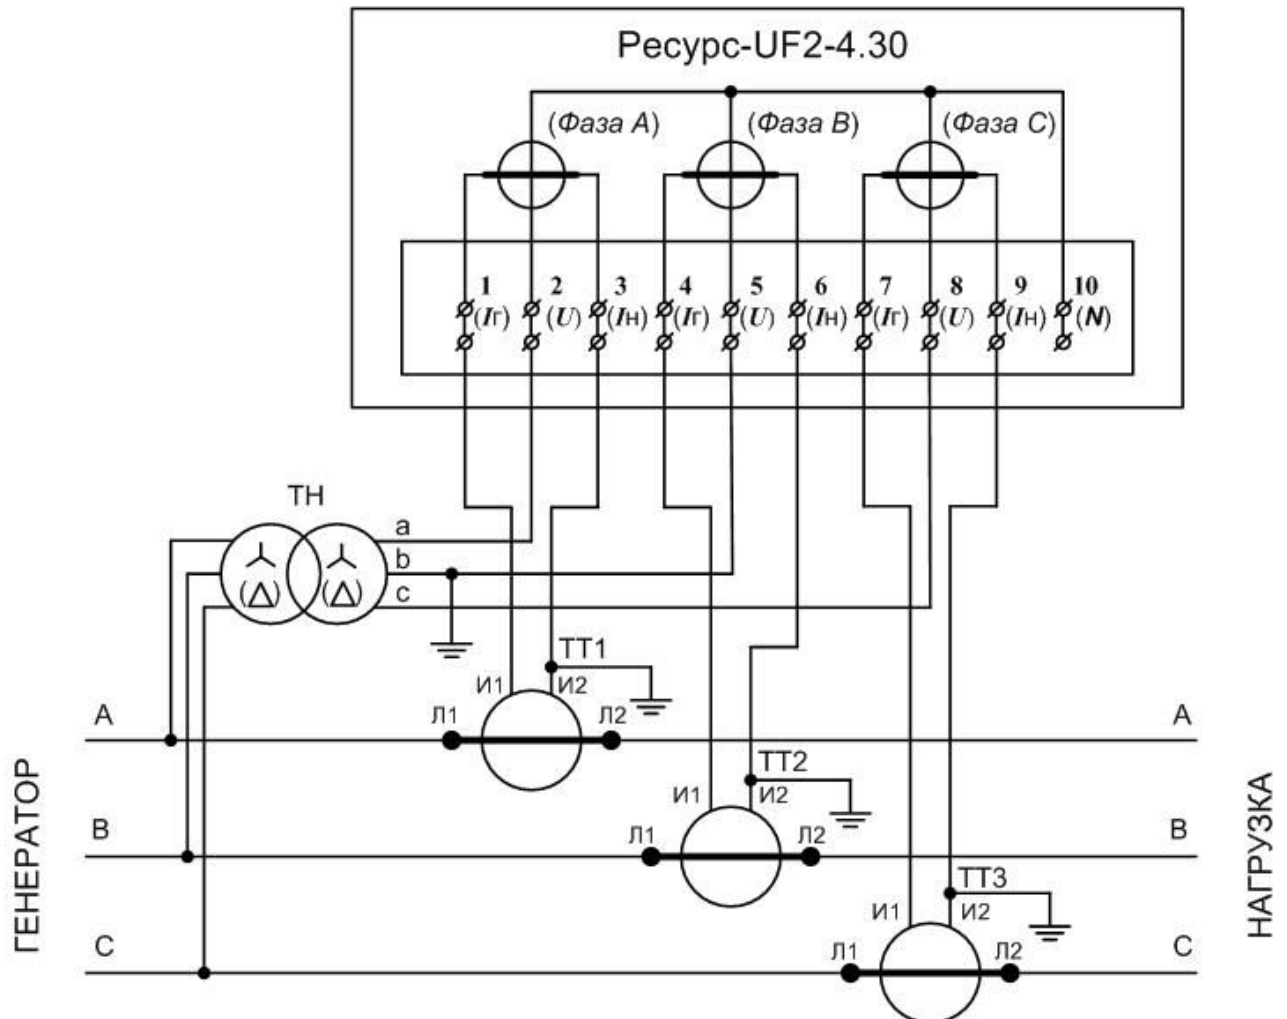 Ресурс-UF2-4.30
(Фаза A) (Фаза B) (Фаза C)
1 2 3 4 5 6 7 8 9 10
(Iг) (U) (Iн) (Iг) (U) (Iн) (Iг) (U) (Iн) (N)
ТН
a
b
c
ТТ1
И1 И2
A Л1 Л2 A
ТТ2
И1 И2
B Л1 Л2 B
ТТ3
И1 И2
C Л1 Л2 C
ГЕНЕРАТОР
НАГРУЗКА